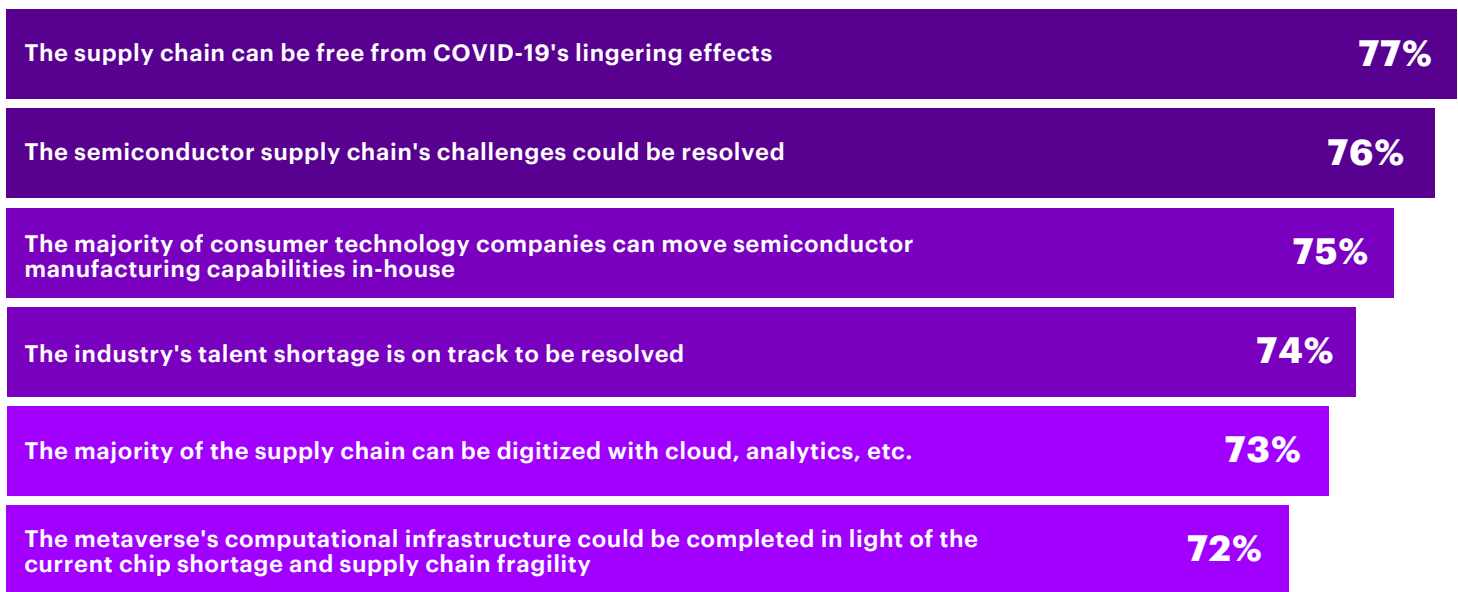 The supply chain can be free from COVID-19's lingering effects 77%
The semiconductor supply chain's challenges could be resolved 76%
The majority of consumer technology companies can move semiconductor
manufacturing capabilities in-house
75%
The industry's talent shortage is on track to be resolved 74%
The majority of the supply chain can be digitized with cloud, analytics, etc. 73%
The metaverse's computational infrastructure could be completed in light of the
current chip shortage and supply chain fragility
72%